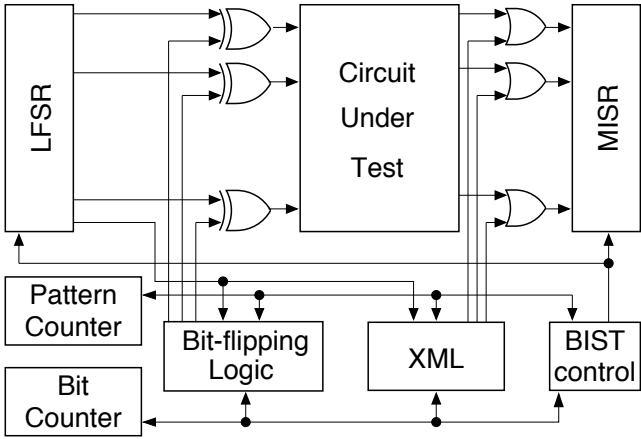 LFSR
Circuit
Under
Test
MISR
Pattern
Counter
Bit-flipping
Logic
XML
BIST
control
Bit
Counter